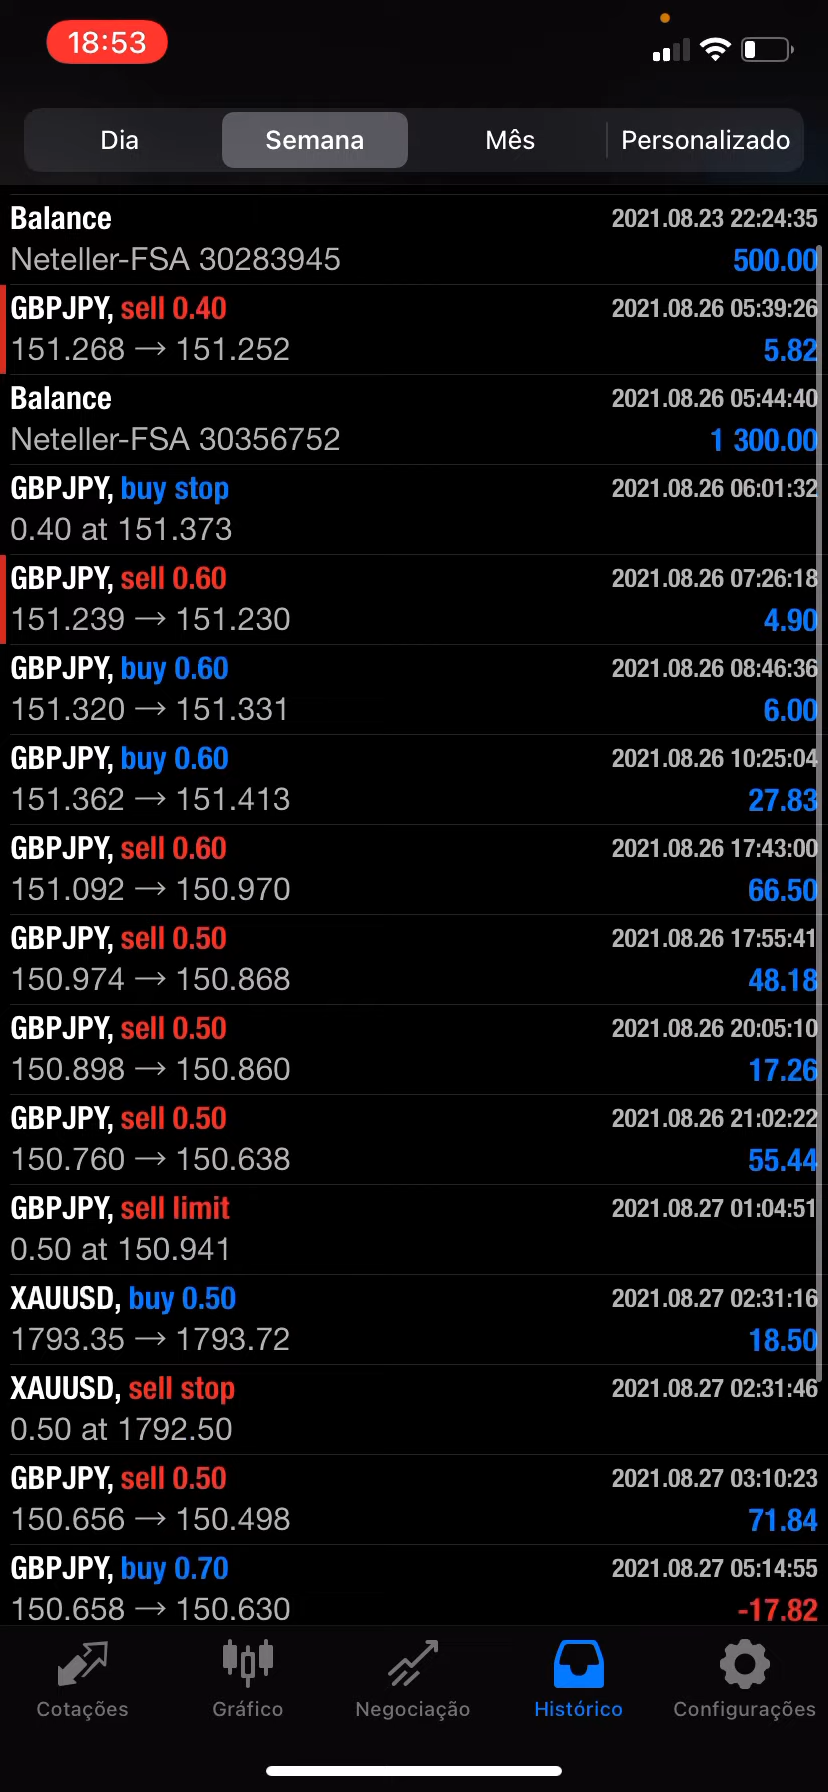 18:53
Dia Semana Mês Personalizado
Balance 2021.08.23 22:24:35
Neteller-FSA 30283945 500.00
GBPJPY, sell 0.40 2021.08.26 05:39:26
151.268 → 151.252 5.82
Balance 2021.08.26 05:44:40
Neteller-FSA 30356752 1 300.00
GBPJPY, buy stop 2021.08.26 06:01:32
0.40 at 151.373
GBPJPY, sell 0.60 2021.08.26 07:26:18
151.239 → 151.230 4.90
GBPJPY, buy 0.60 2021.08.26 08:46:36
151.320 → 151.331 6.00
GBPJPY, buy 0.60 2021.08.26 10:25:04
151.362 → 151.413 27.83
GBPJPY, sell 0.60 2021.08.26 17:43:00
151.092 → 150.970 66.50
GBPJPY, sell 0.50 2021.08.26 17:55:41
150.974 → 150.868 48.18
GBPJPY, sell 0.50 2021.08.26 20:05:10
150.898 → 150.860 17.26
GBPJPY, sell 0.50 2021.08.26 21:02:22
150.760 → 150.638 55.44
GBPJPY, sell limit 2021.08.27 01:04:51
0.50 at 150.941
XAUUSD, buy 0.50 2021.08.27 02:31:16
1793.35 → 1793.72 18.50
XAUUSD, sell stop 2021.08.27 02:31:46
0.50 at 1792.50
GBPJPY, sell 0.50 2021.08.27 03:10:23
150.656 → 150.498 71.84
GBPJPY, buy 0.70 2021.08.27 05:14:55
150.658 → 150.630 -17.82
Cotações Gráfico Negociação Histórico Configurações